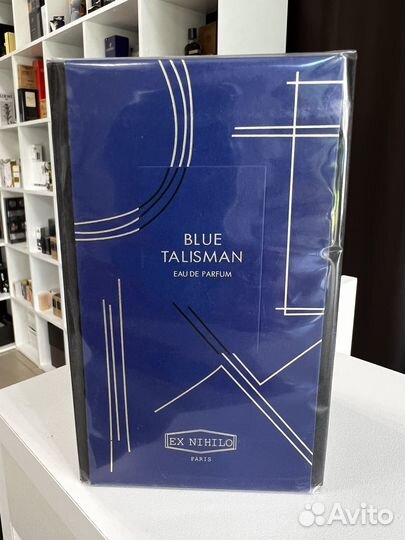 BLUE
TALISMAN
EAU DE PARFUM
EX NIHILO
PARIS
Avito